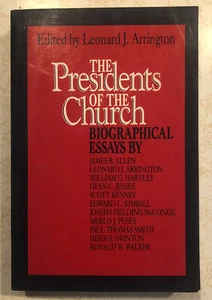 Edited by Leonard J. Arrington
THE
Presidents
OF THE
Church
BIOGRAPHICAL
ESSAYS BY
JAMES B. ALLEN
LEONARD J. ARRINGTON
WILLIAM G. HARTLEY
DEAN C. JESSEE
SCOTT KENNEY
EDWARD L. KIMBALL
JOSEPH FIELDING McCONKIE
MERLO J. PUSEY
PAUL THOMAS SMITH
HEIDI S. SWINTON
RONALD W. WALKER